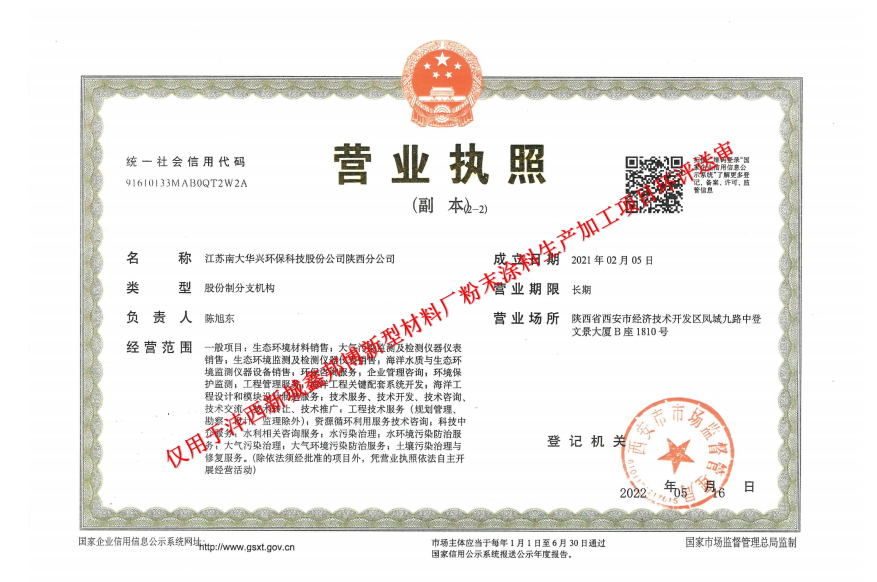 营业执照
(副 本)(2-2)
统一社会信用代码
91610133MAB0QT2W2A
扫描二维码登录“国
家企业信用信息公
示系统”了解更多登
记、备案、许可、监
管信息
名 称 江苏南大华兴环保科技股份公司陕西分公司
类 型 股份制分支机构
负 责 人 陈旭东
经 营 范 围 一般项目：生态环境材料销售；大气污染监测及检测仪器仪表
销售；生态环境监测及检测仪器仪表销售；海洋水质与生态环
境监测仪器设备销售；环保咨询服务；企业管理咨询；环境保
护监测；工程管理服务；海洋工程关键配套系统开发；海洋工
程设计和模块设计制造服务；技术服务、技术开发、技术咨询、
技术交流、技术转让、技术推广；工程技术服务（规划管理、
勘察、设计、监理除外）；资源循环利用服务技术咨询；科技中
介服务；水利相关咨询服务；水污染治理；水环境污染防治服
务；大气污染治理；大气环境污染防治服务；土壤污染治理与
修复服务。(除依法须经批准的项目外，凭营业执照依法自主开
展经营活动)
成 立 日 期 2021 年 02 月 05 日
营 业 期 限 长期
营 业 场 所 陕西省西安市经济技术开发区凤城九路中登
文景大厦 B 座 1810 号
仅用于沣西新城鑫邦博新型材料厂粉末涂料生产加工项目环评送审
登 记 机 关
西安市市场监督管理局
2022 年 05 月 16 日
国家企业信用信息公示系统网址：http://www.gsxt.gov.cn
市场主体应当于每年 1 月 1 日至 6 月 30 日通过
国家信用公示系统报送公示年度报告。
国家市场监督管理总局监制